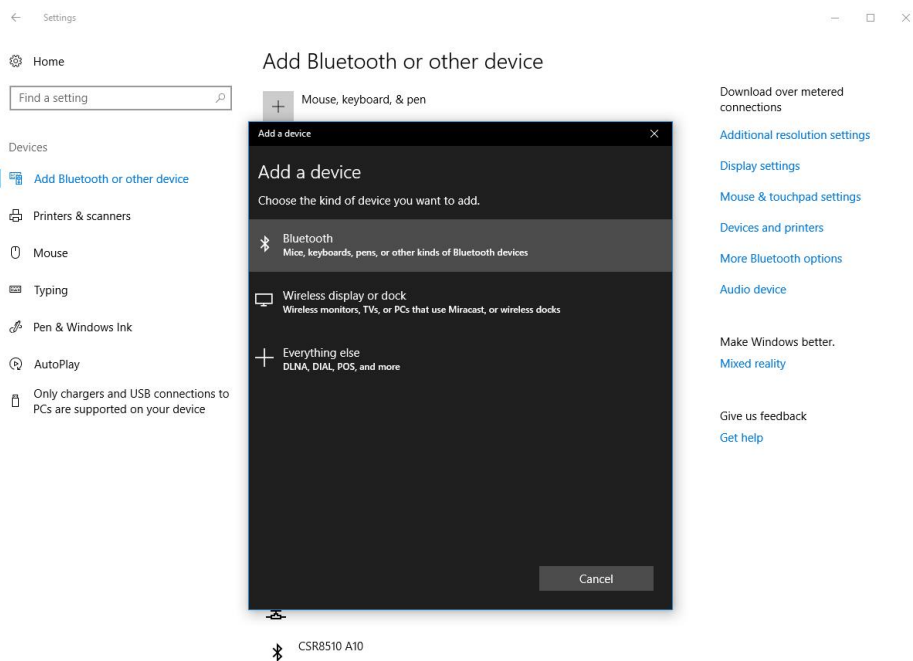 Settings
Home
Find a setting
Devices
Add Bluetooth or other device
Printers & scanners
Mouse
Typing
Pen & Windows Ink
AutoPlay
Only chargers and USB connections to
PCs are supported on your device
Add Bluetooth or other device
Mouse, keyboard, & pen
Add a device
Add a device
Choose the kind of device you want to add.
Bluetooth
Mice, keyboards, pens, or other kinds of Bluetooth devices
Wireless display or dock
Wireless monitors, TVs, or PCs that use Miracast, or wireless docks
Everything else
DLNA, DIAL, POS, and more
Cancel
CSR8510 A10
Download over metered
connections
Additional resolution settings
Display settings
Mouse & touchpad settings
Devices and printers
More Bluetooth options
Audio device
Make Windows better.
Mixed reality
Give us feedback
Get help